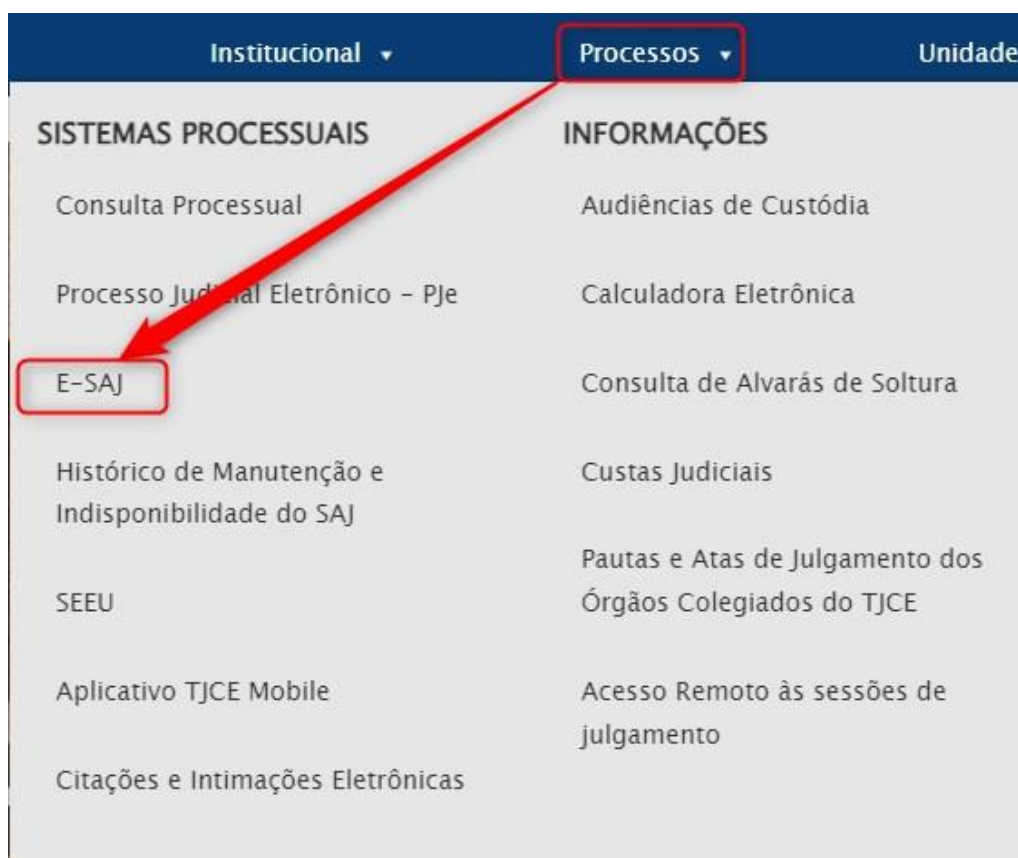 Institucional
Processos
Unidade
SISTEMAS PROCESSUAIS
Consulta Processual
Processo Judicial Eletrônico – PJe
E-SAJ
Histórico de Manutenção e
Indisponibilidade do SAJ
SEEU
Aplicativo TJCE Mobile
Citações e Intimações Eletrônicas
INFORMAÇÕES
Audiências de Custódia
Calculadora Eletrônica
Consulta de Alvarás de Soltura
Custas Judiciais
Pautas e Atas de Julgamento dos
Órgãos Colegiados do TJCE
Acesso Remoto às sessões de
julgamento